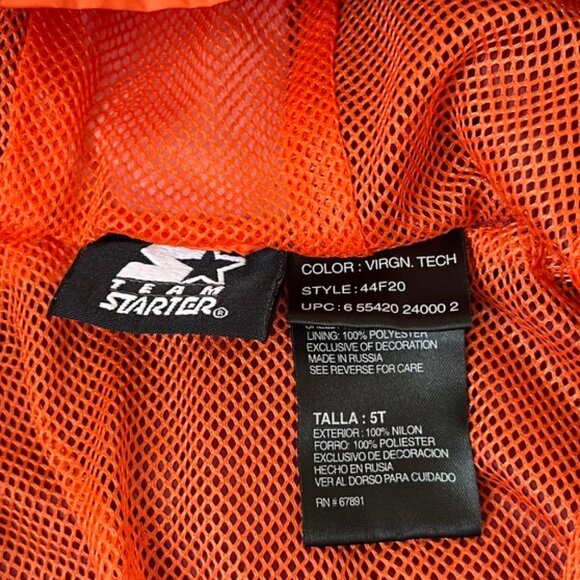 TEAM
STARTER®
COLOR : VIRGN. TECH
STYLE : 44F20
UPC : 6 55420 24000 2
LINING: 100% POLYESTER
EXCLUSIVE OF DECORATION
MADE IN RUSSIA
SEE REVERSE FOR CARE
TALLA : 5T
EXTERIOR : 100% NILON
FORRO: 100% POLIESTER
EXCLUSIVO DE DECORACION
HECHO EN RUSIA
VER AL DORSO PARA CUIDADO
RN # 67891